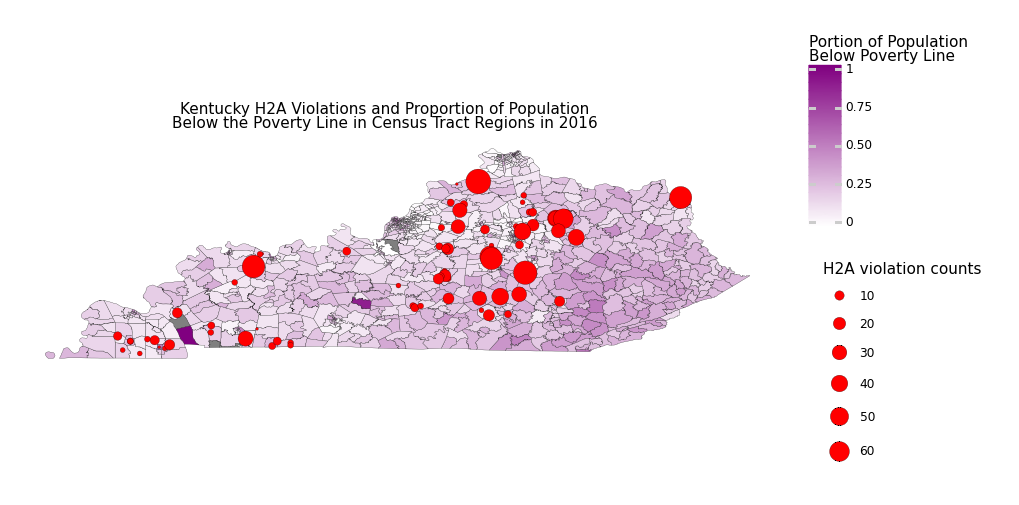 Kentucky H2A Violations and Proportion of Population
Below the Poverty Line in Census Tract Regions in 2016
Portion of Population
Below Poverty Line
1
0.75
0.50
0.25
0
H2A violation counts
10
20
30
40
50
60